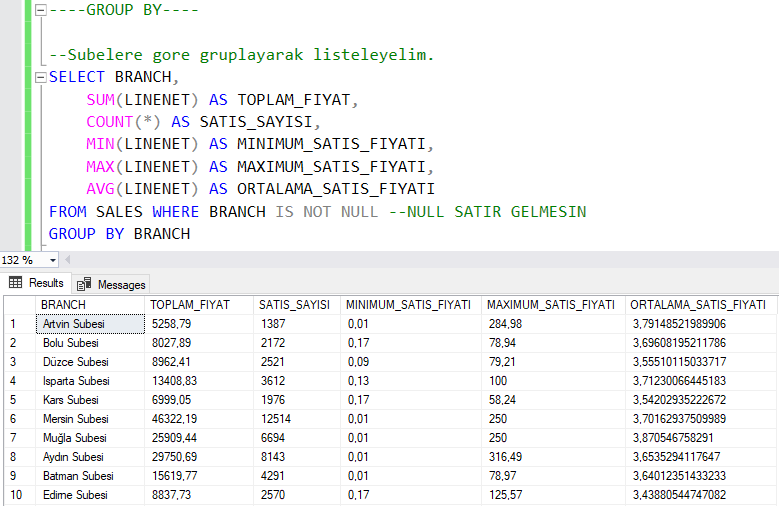 ----GROUP BY----
--Subelere gore gruplayarak listeleyelim.
SELECT BRANCH,
SUM(LINENET) AS TOPLAM_FIYAT,
COUNT(*) AS SATIS_SAYISI,
MIN(LINENET) AS MINIMUM_SATIS_FIYATI,
MAX(LINENET) AS MAXIMUM_SATIS_FIYATI,
AVG(LINENET) AS ORTALAMA_SATIS_FIYATI
FROM SALES WHERE BRANCH IS NOT NULL --NULL SATIR GELMESIN
GROUP BY BRANCH
132 %
Results Messages
BRANCH TOPLAM_FIYAT SATIS_SAYISI MINIMUM_SATIS_FIYATI MAXIMUM_SATIS_FIYATI ORTALAMA_SATIS_FIYATI
1 Artvin Subesi 5258,79 1387 0,01 284,98 3,79148521989906
2 Bolu Subesi 8027,89 2172 0,17 78,94 3,69608195211786
3 Düzce Subesi 8962,41 2521 0,09 79,21 3,55510115033717
4 Isparta Subesi 13408,83 3612 0,13 100 3,71230066445183
5 Kars Subesi 6999,05 1976 0,17 58,24 3,54202935222672
6 Mersin Subesi 46322,19 12514 0,01 250 3,70162937509989
7 Muğla Subesi 25909,44 6694 0,01 250 3,870546758291
8 Aydın Subesi 29750,69 8143 0,01 316,49 3,6535294117647
9 Batman Subesi 15619,77 4291 0,01 78,97 3,64012351433233
10 Edirne Subesi 8837,73 2570 0,17 125,57 3,43880544747082